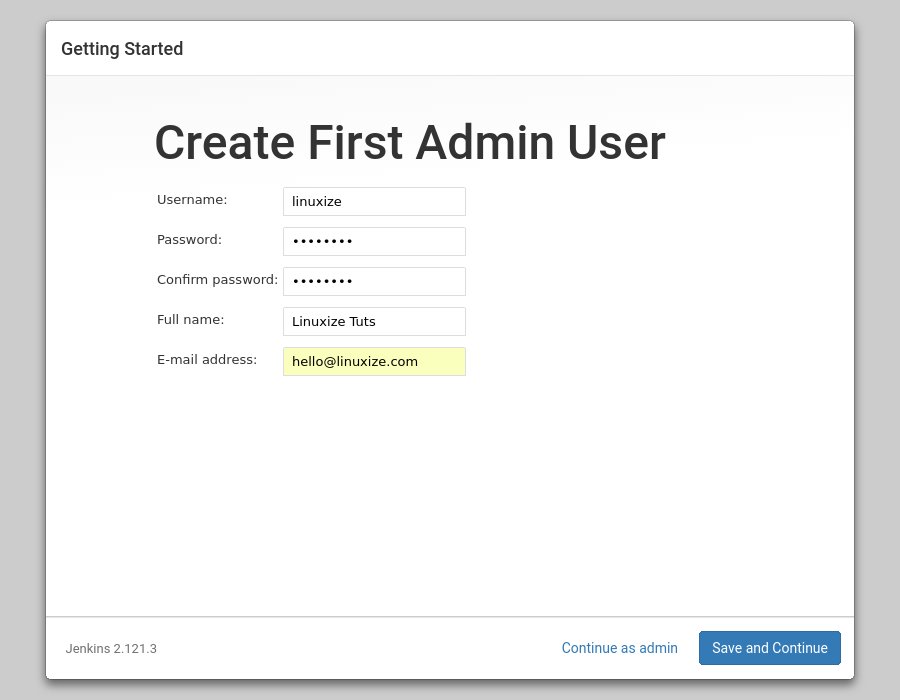 Getting Started
Create First Admin User
Username: linuxize
Password: ••••••••
Confirm password: ••••••••
Full name: Linuxize Tuts
E-mail address: hello@linuxize.com
Jenkins 2.121.3 Continue as admin Save and Continue